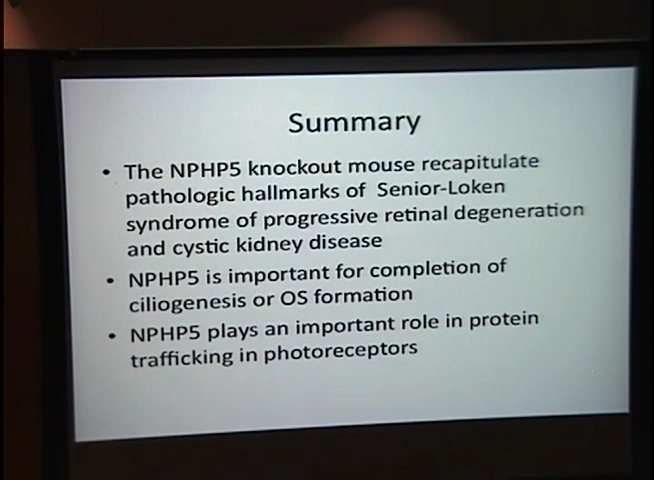 Summary
• The NPHP5 knockout mouse recapitulate
pathologic hallmarks of Senior-Loken
syndrome of progressive retinal degeneration
and cystic kidney disease
• NPHP5 is important for completion of
ciliogenesis or OS formation
• NPHP5 plays an important role in protein
trafficking in photoreceptors